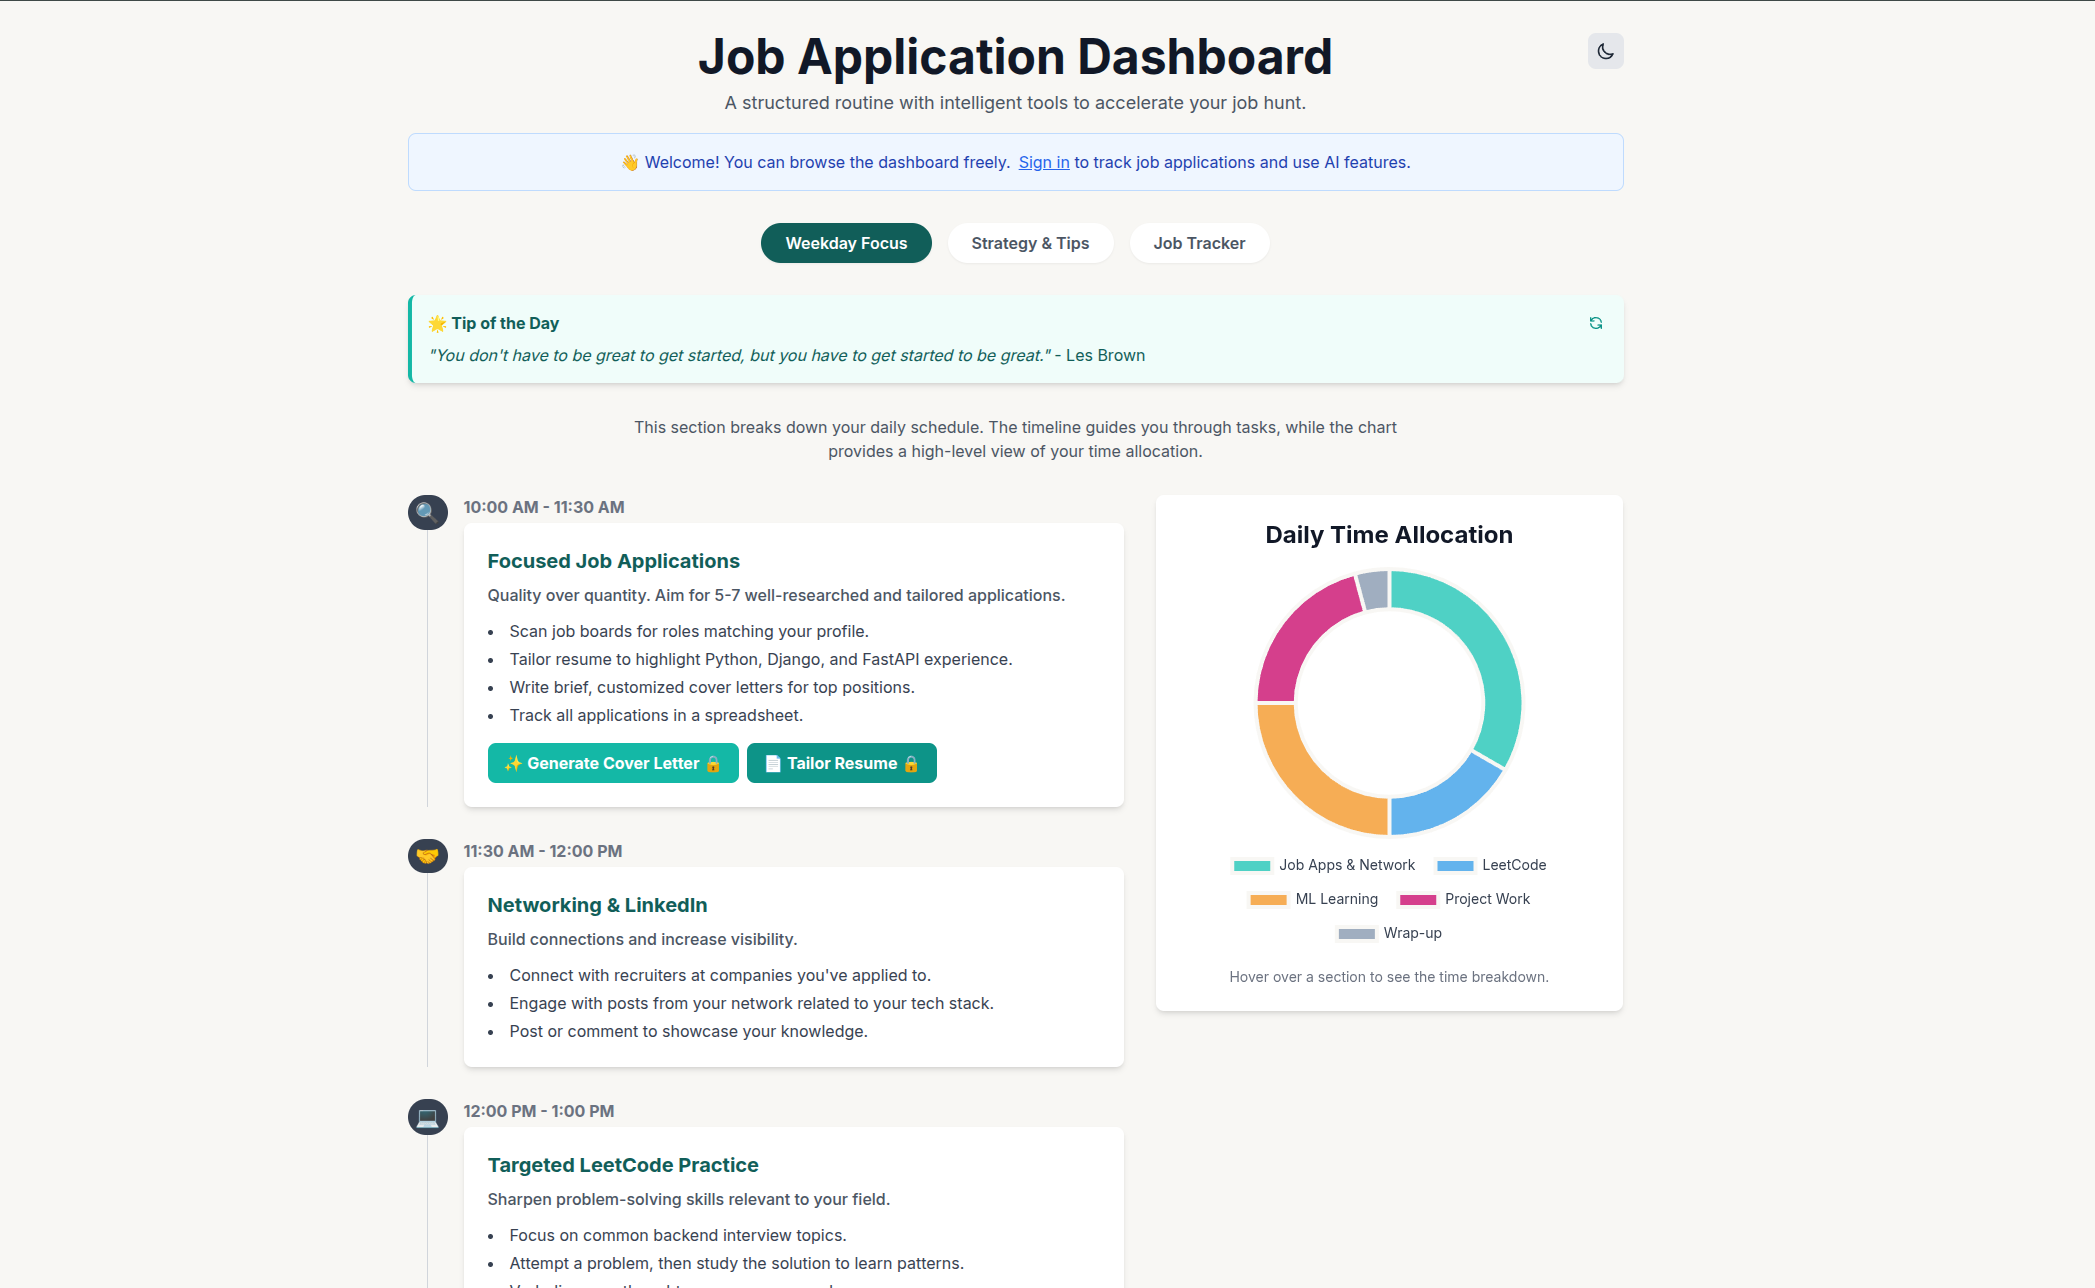 Job Application Dashboard
A structured routine with intelligent tools to accelerate your job hunt.
👋 Welcome! You can browse the dashboard freely. Sign in to track job applications and use AI features.
Weekday Focus
Strategy & Tips
Job Tracker
🌟 Tip of the Day
"You don't have to be great to get started, but you have to get started to be great." - Les Brown
This section breaks down your daily schedule. The timeline guides you through tasks, while the chart
provides a high-level view of your time allocation.
10:00 AM - 11:30 AM
Focused Job Applications
Quality over quantity. Aim for 5-7 well-researched and tailored applications.
• Scan job boards for roles matching your profile.
• Tailor resume to highlight Python, Django, and FastAPI experience.
• Write brief, customized cover letters for top positions.
• Track all applications in a spreadsheet.
✨ Generate Cover Letter 🔒
📄 Tailor Resume 🔒
11:30 AM - 12:00 PM
Networking & LinkedIn
Build connections and increase visibility.
• Connect with recruiters at companies you've applied to.
• Engage with posts from your network related to your tech stack.
• Post or comment to showcase your knowledge.
12:00 PM - 1:00 PM
Targeted LeetCode Practice
Sharpen problem-solving skills relevant to your field.
• Focus on common backend interview topics.
• Attempt a problem, then study the solution to learn patterns.
Daily Time Allocation
Job Apps & Network
LeetCode
ML Learning
Project Work
Wrap-up
Hover over a section to see the time breakdown.